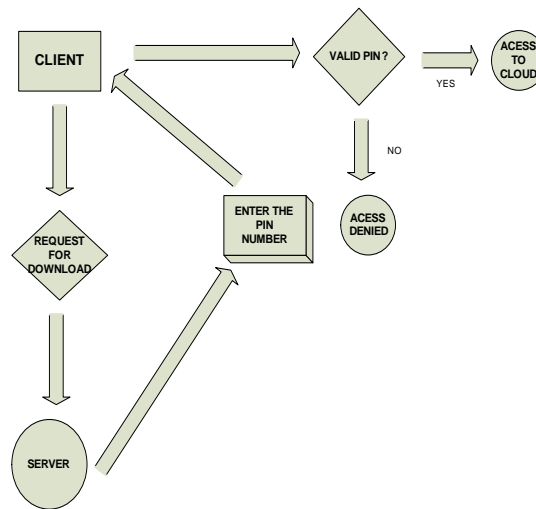 CLIENT
VALID PIN ?
ACESS
TO
CLOUD
YES
NO
ENTER THE
PIN
NUMBER
ACESS
DENIED
REQUEST
FOR
DOWNLOAD
SERVER